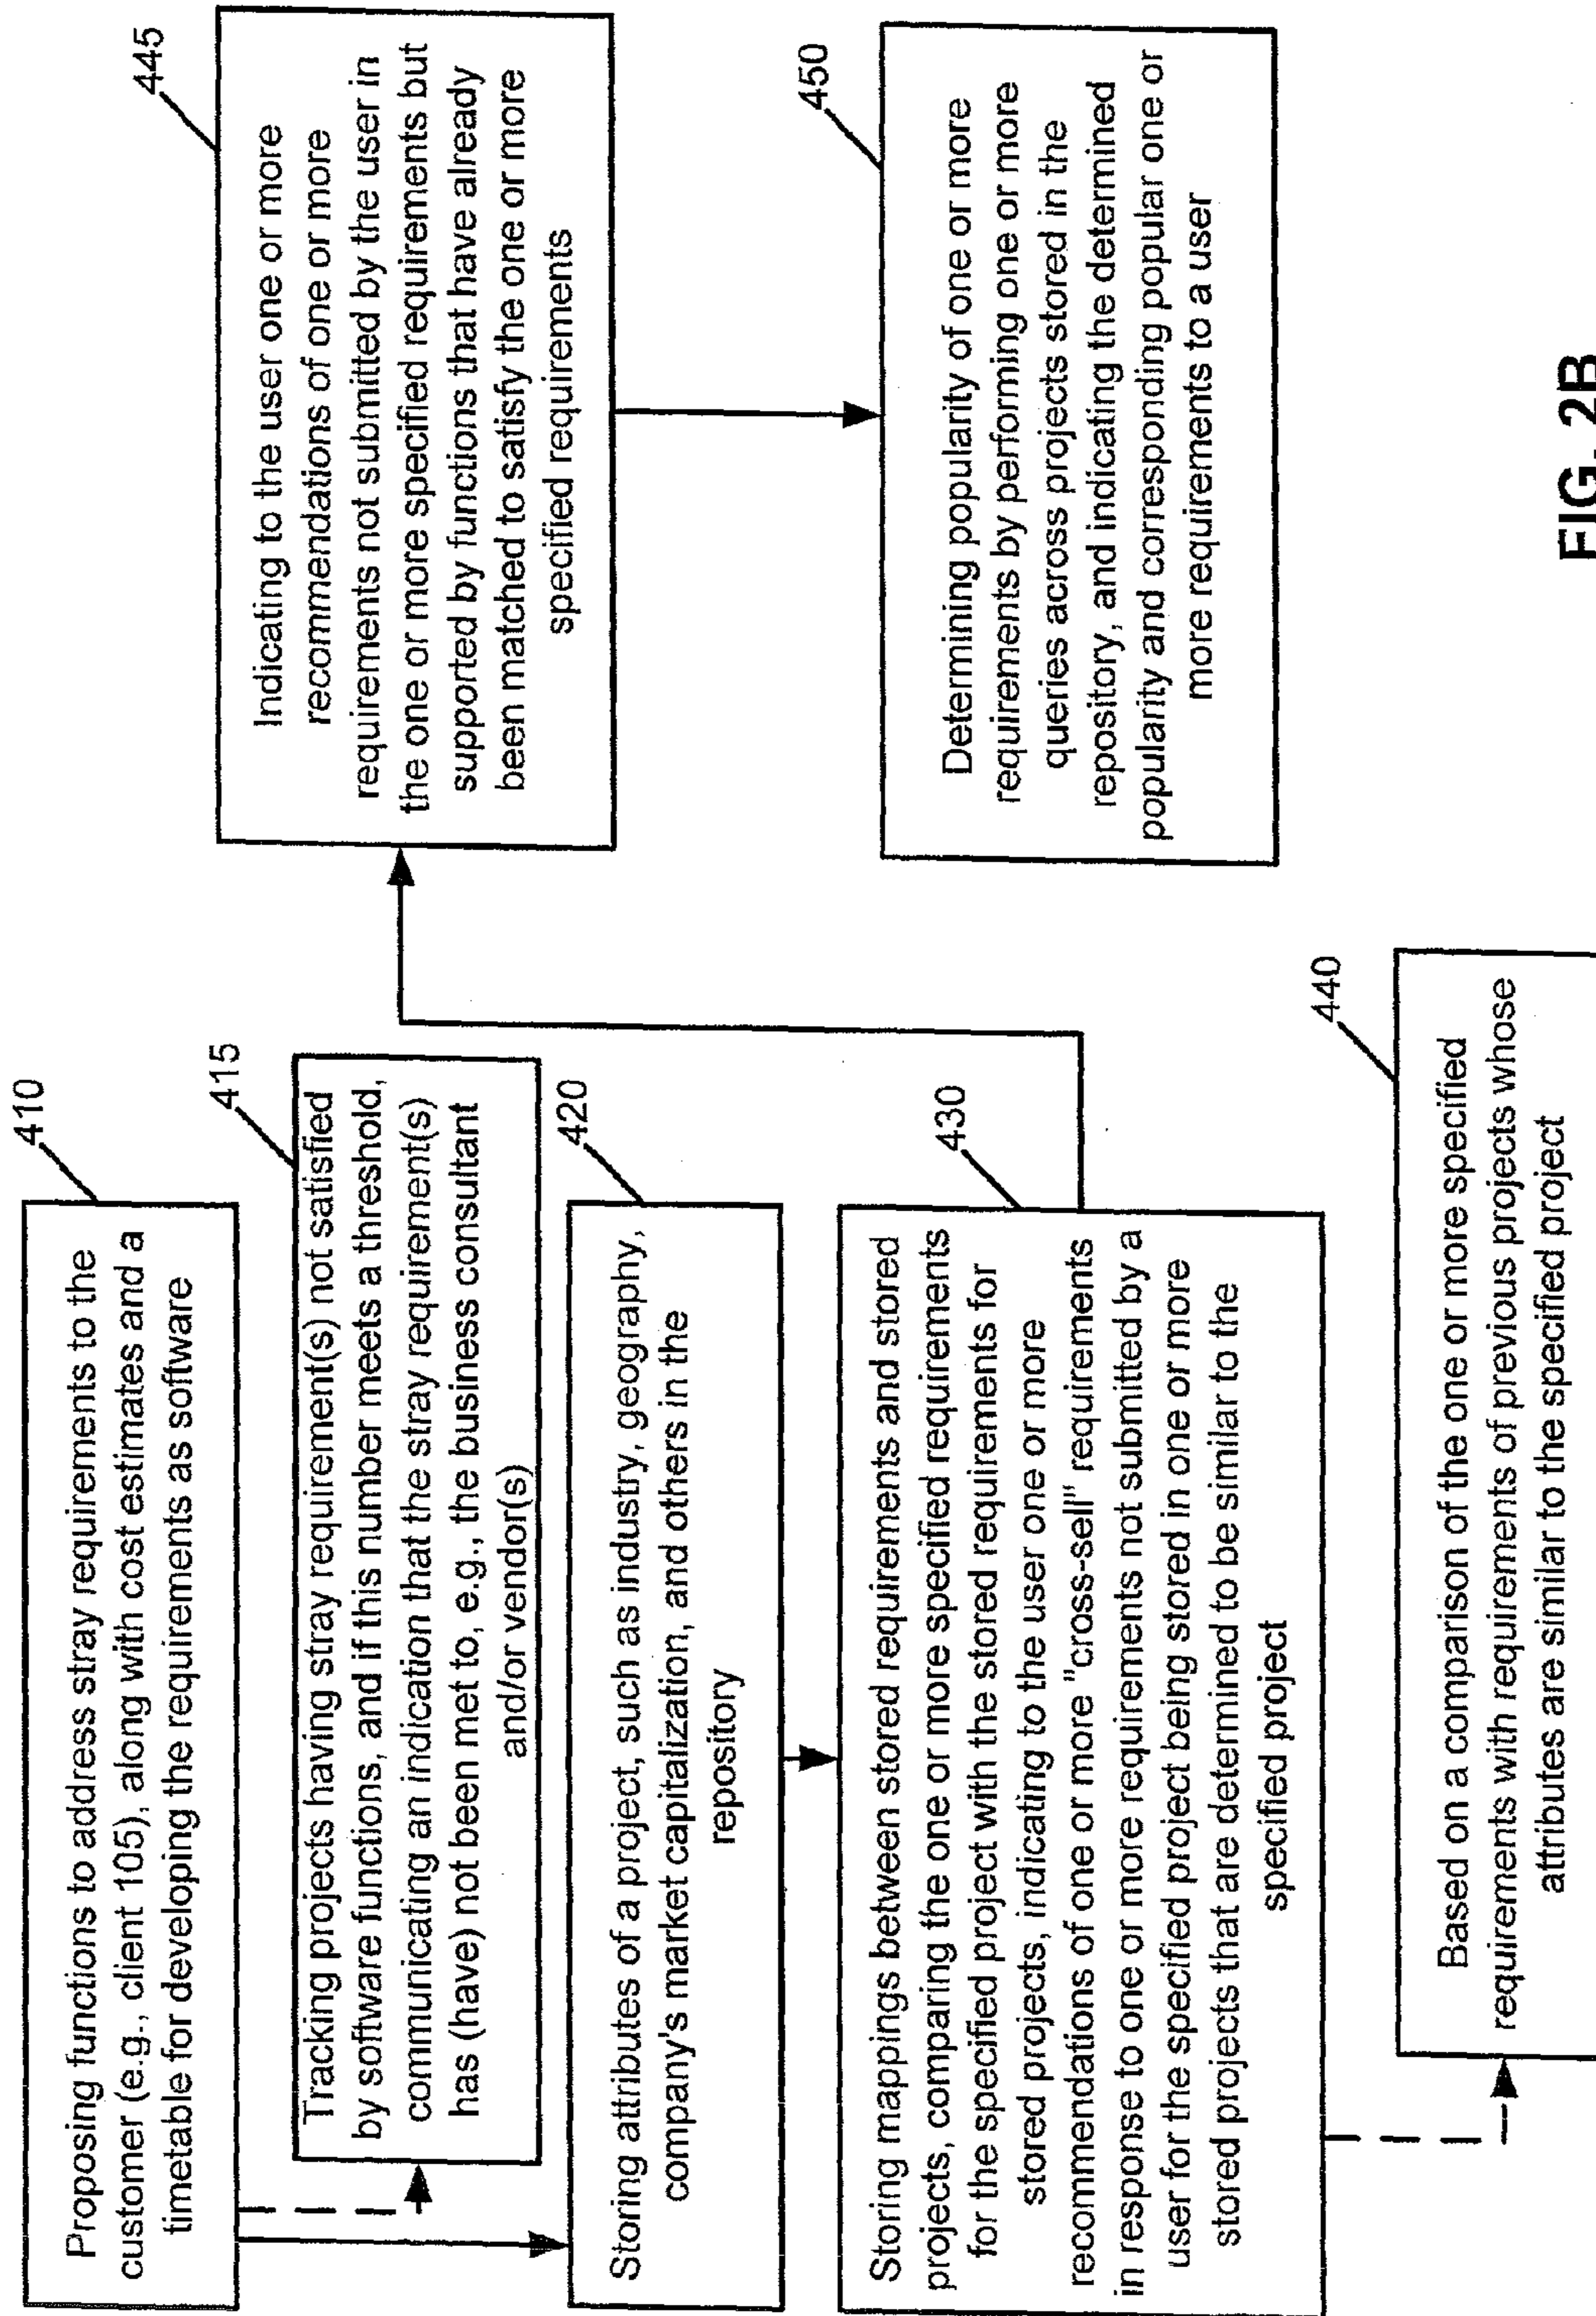 410
Proposing functions to address stray requirements to the
customer (e.g., client 105), along with cost estimates and a
timetable for developing the requirements as software
415
Tracking projects having stray requirement(s) not satisfied
by software functions, and if this number meets a threshold,
communicating an indication that the stray requirement(s)
has (have) not been met to, e.g., the business consultant
and/or vendor(s)
420
Storing attributes of a project, such as industry, geography,
company's market capitalization, and others in the
repository
430
Storing mappings between stored requirements and stored
projects, comparing the one or more specified requirements
for the specified project with the stored requirements for
stored projects, indicating to the user one or more
recommendations of one or more "cross-sell" requirements
in response to one or more requirements not submitted by a
user for the specified project being stored in one or more
stored projects that are determined to be similar to the
specified project
440
Based on a comparison of the one or more specified
requirements with requirements of previous projects whose
attributes are similar to the specified project
445
Indicating to the user one or more
recommendations of one or more
requirements not submitted by the user in
the one or more specified requirements but
supported by functions that have already
been matched to satisfy the one or more
specified requirements
450
Determining popularity of one or more
requirements by performing one or more
queries across projects stored in the
repository, and indicating the determined
popularity and corresponding popular one or
more requirements to a user
FIG. 2B